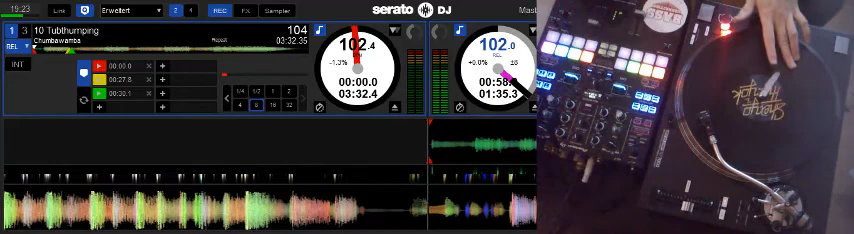 19:23 Link Erweitert 2 4 REC FX Sampler serato DJ Mast
1 3 10 Tubthumping 104
REL Chumbawamba Repeat 03:32.35
INT
00:00.0
00:27.8
00:30.1
1/4 1/2 1 2
4 8 16 32
102.4
-1.3%
00:00.0
03:32.4
102.0
REL
+0.0% ±8
00:58
01:35.3